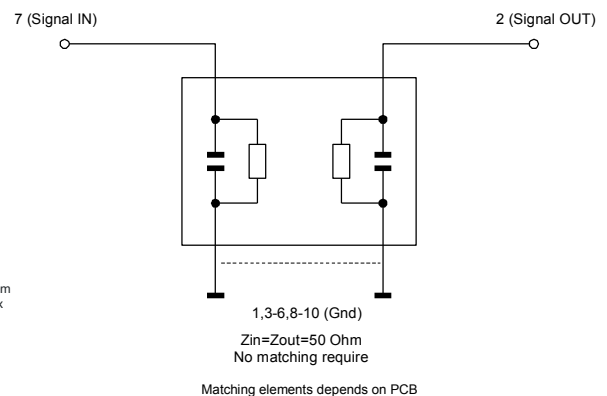 7 (Signal IN)
2 (Signal OUT)
m
x
1,3-6,8-10 (Gnd)
Zin=Zout=50 Ohm
No matching require
Matching elements depends on PCB